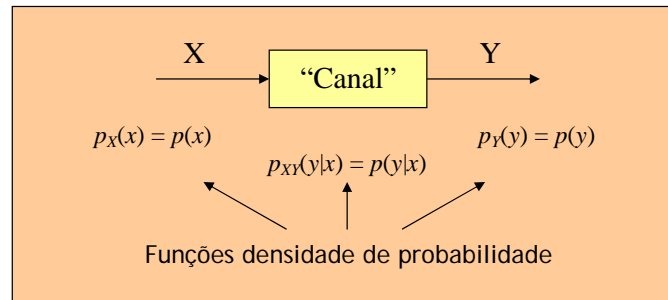 X
“Canal”
Y
pX(x) = p(x)
pXY(y|x) = p(y|x)
pY(y) = p(y)
Funções densidade de probabilidade